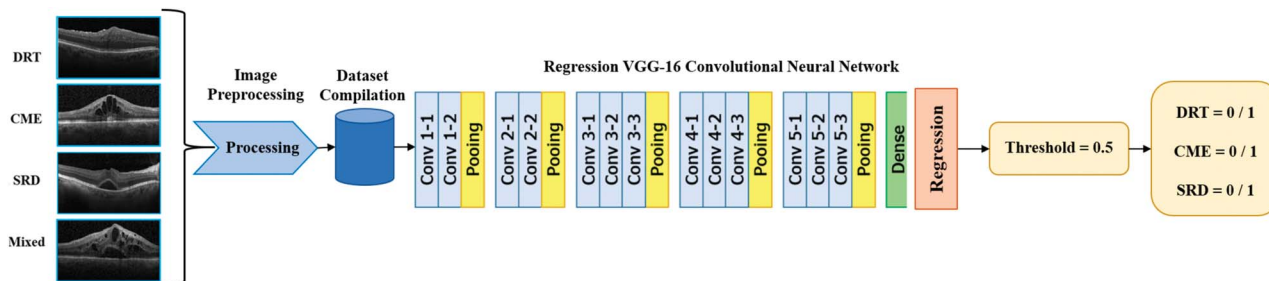 DRT
CME
SRD
Mixed
Image
Preprocessing
Processing
Dataset
Compilation
Regression VGG-16 Convolutional Neural Network
Conv 1-1
Conv 1-2
Pooing
Conv 2-1
Conv 2-2
Pooing
Conv 3-1
Conv 3-2
Conv 3-3
Pooing
Conv 4-1
Conv 4-2
Conv 4-3
Pooing
Conv 5-1
Conv 5-2
Conv 5-3
Pooing
Dense
Regression
Threshold = 0.5
DRT = 0 / 1
CME = 0 / 1
SRD = 0 / 1